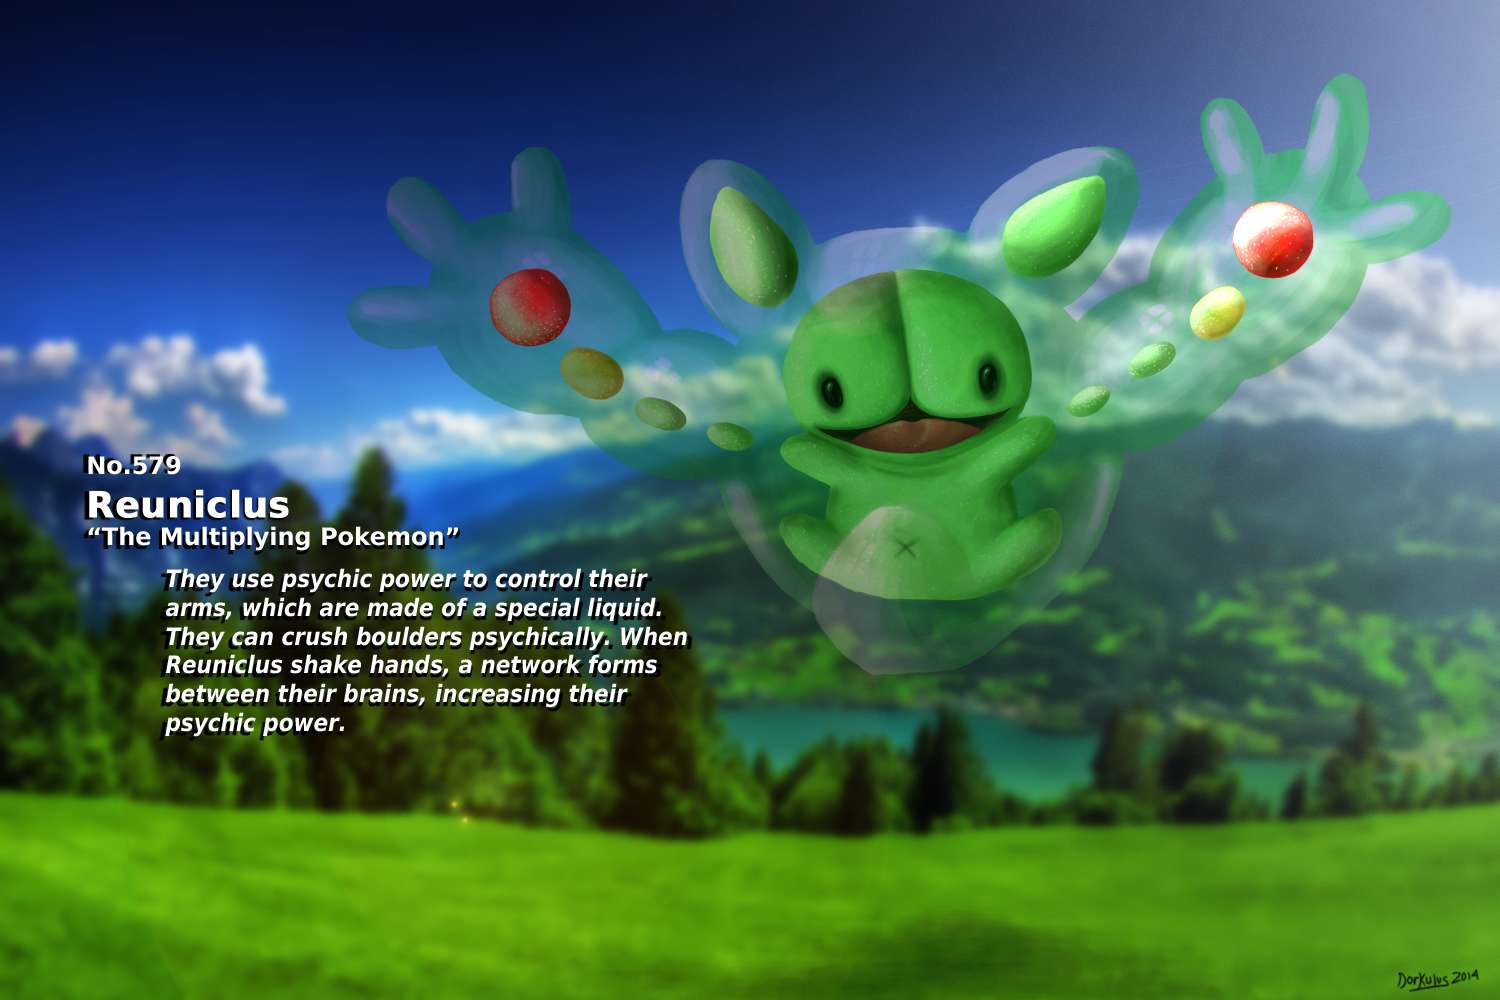 No.579
Reuniclus
“The Multiplying Pokemon”
They use psychic power to control their
arms, which are made of a special liquid.
They can crush boulders psychically. When
Reuniclus shake hands, a network forms
between their brains, increasing their
psychic power.
Dorkulus 2014